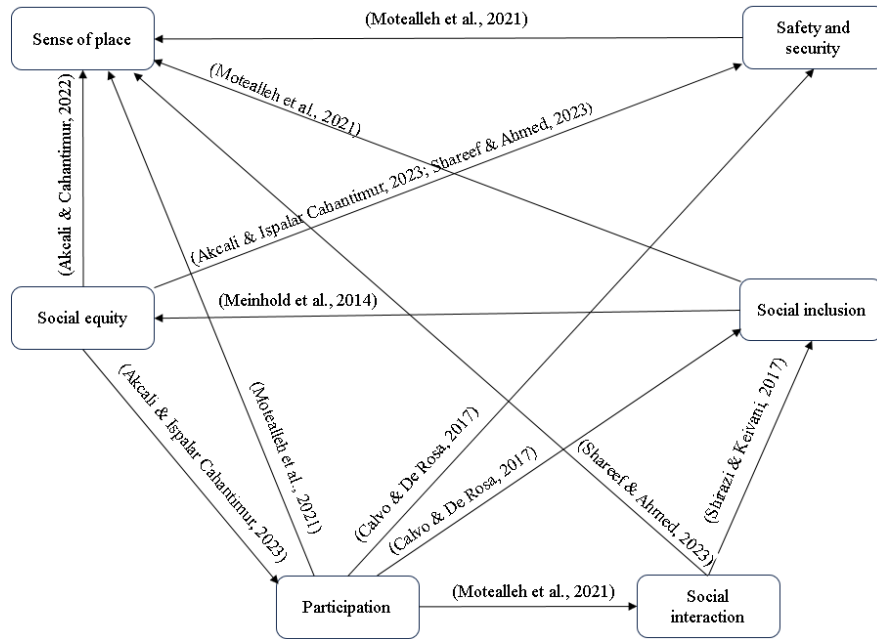 (Motealleh et al., 2021)
Sense of place
Safety and
security
(Motealleh et al., 2021)
(Akcali & Cahantimur, 2022)
(Akcali & Ispalar Cahantimur, 2023; Shareef & Ahmed, 2023)
(Meinhold et al., 2014)
Social equity
Social inclusion
(Akcali & Ispalar Cahantimur, 2023)
(Motealleh et al., 2021)
(Calvo & De Rosa, 2017)
(Calvo & De Rosa, 2017)
(Shareef & Ahmed, 2023)
(Shirazi & Keivani, 2017)
Participation
(Motealleh et al., 2021)
Social
interaction